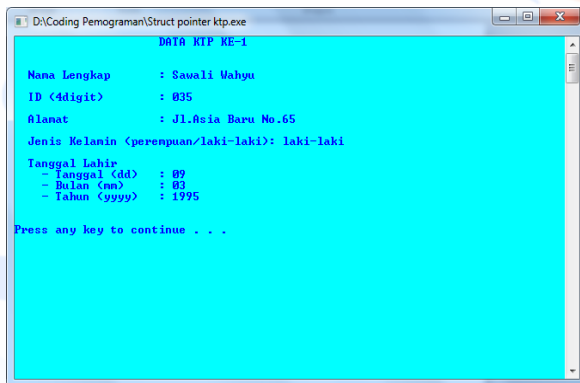 D:\Coding Pemograman\Struct pointer ktp.exe
DATA KTP KE-1
Nama Lengkap : Sawali Wahyu
ID (4digit) : 035
Alamat : Jl.Asia Baru No.65
Jenis Kelamin (perempuan/laki-laki): laki-laki
Tanggal Lahir
- Tanggal (dd) : 09
- Bulan (mm) : 03
- Tahun (yyyy) : 1995
Press any key to continue . . .